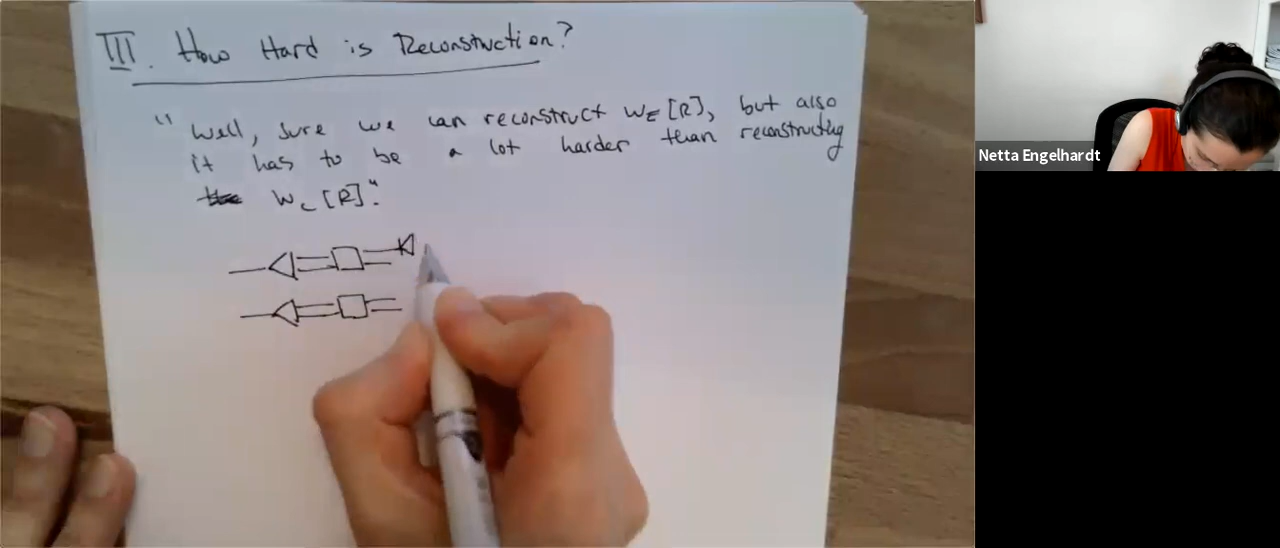 III. How Hard is Reconstruction?
"Well, sure we can reconstruct W_E [R], but also
it has to be a lot harder than reconstructing
W_C [R]."
Netta Engelhardt